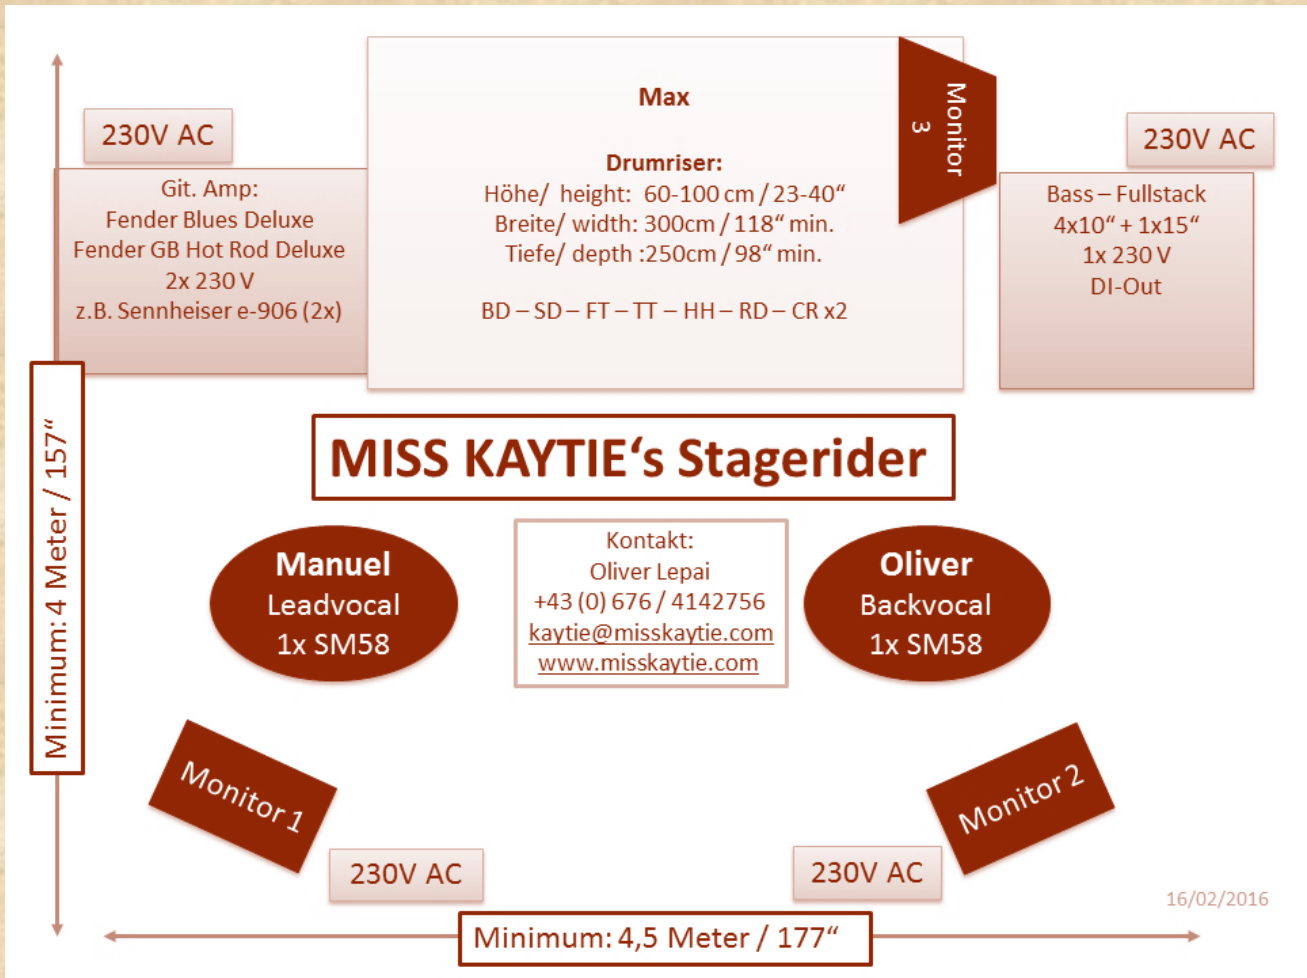 Max
Drumriser:
Höhe/ height: 60-100 cm / 23-40“
Breite/ width: 300cm / 118“ min.
Tiefe/ depth :250cm / 98“ min.
BD – SD – FT – TT – HH – RD – CR x2
Monitor
3
230V AC
Git. Amp:
Fender Blues Deluxe
Fender GB Hot Rod Deluxe
2x 230 V
z.B. Sennheiser e-906 (2x)
230V AC
Bass – Fullstack
4x10“ + 1x15“
1x 230 V
DI-Out
MISS KAYTIE‘s Stagerider
Minimum: 4 Meter / 157“
Manuel
Leadvocal
1x SM58
Kontakt:
Oliver Lepai
+43 (0) 676 / 4142756
kaytie@misskaytie.com
www.misskaytie.com
Oliver
Backvocal
1x SM58
Monitor 1
Monitor 2
230V AC
230V AC
16/02/2016
Minimum: 4,5 Meter / 177“